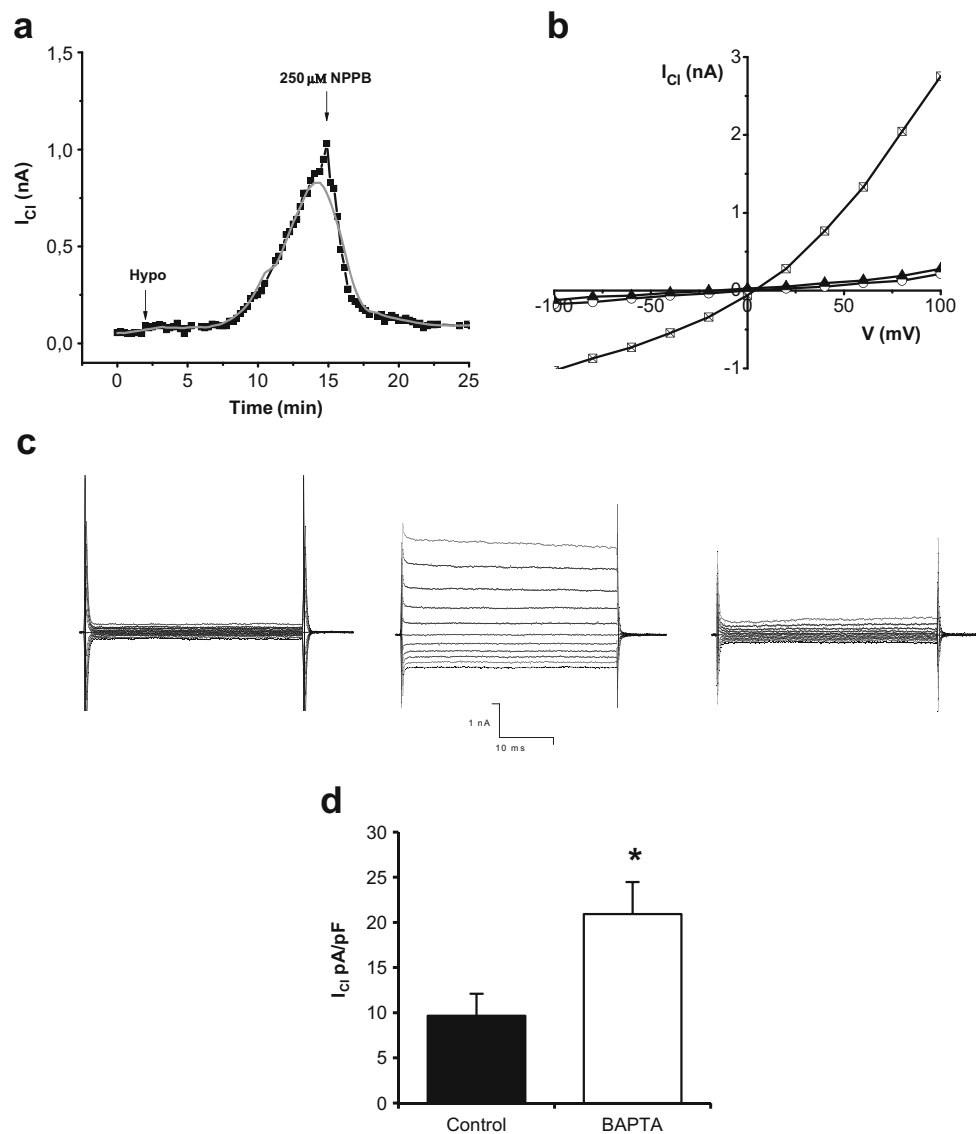 a
1,5
1,0
0,5
0,0
I_Cl (nA)
250 µM NPPB
Hypo
0 5 10 15 20 25
Time (min)
b
I_Cl (nA)
3
2
1
0
-1
-100 -50 0 50 100
V (mV)
c
1 nA
10 ms
d
30
25
20
15
10
5
0
I_Cl pA/pF
*
Control BAPTA